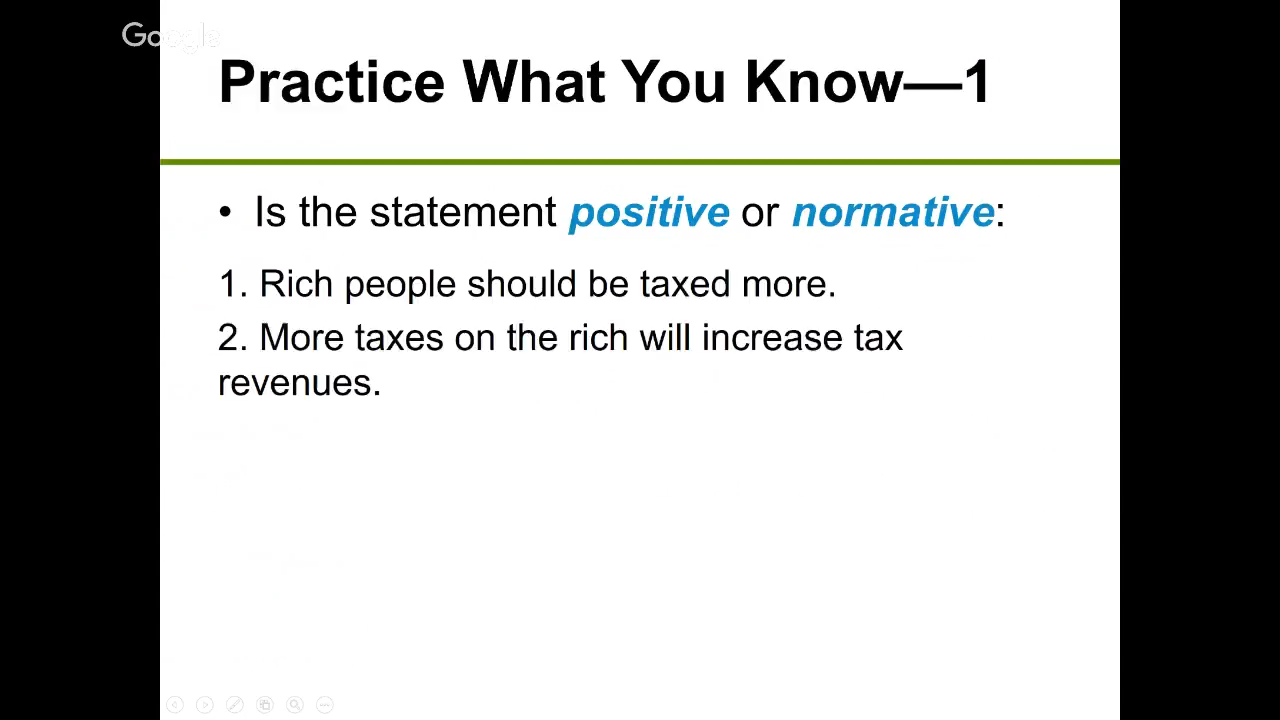 Google
Practice What You Know—1
• Is the statement positive or normative:
1. Rich people should be taxed more.
2. More taxes on the rich will increase tax
revenues.